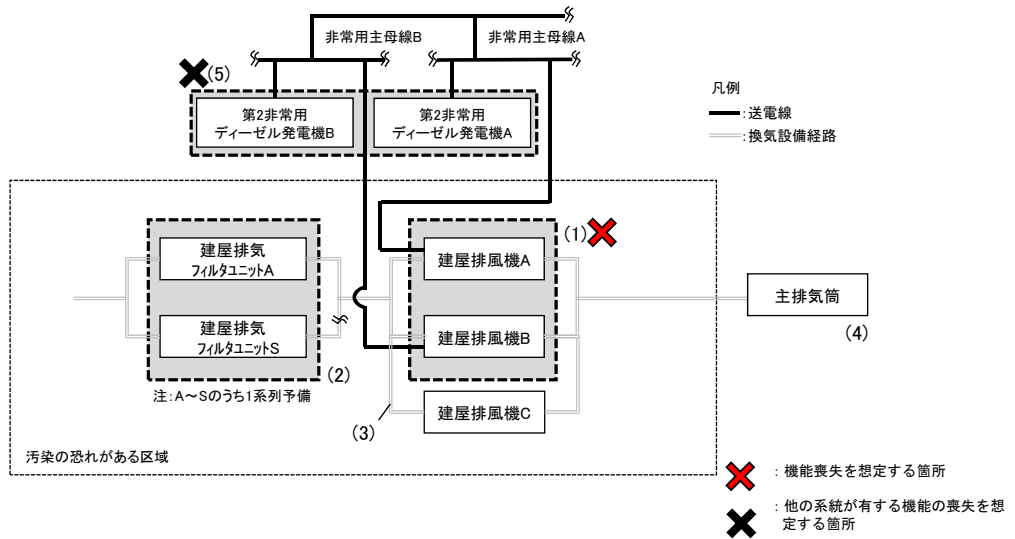 非常用主母線B
非常用主母線A
(5)
第2非常用
ディーゼル発電機B
第2非常用
ディーゼル発電機A
凡例
:送電線
:換気設備経路
建屋排気
フィルタユニットA
建屋排気
フィルタユニットS
(2)
注:A～Sのうち1系列予備
(1)
建屋排風機A
建屋排風機B
建屋排風機C
(3)
主排気筒
(4)
汚染の恐れがある区域
:機能喪失を想定する箇所
:他の系統が有する機能の喪失を想
定する箇所